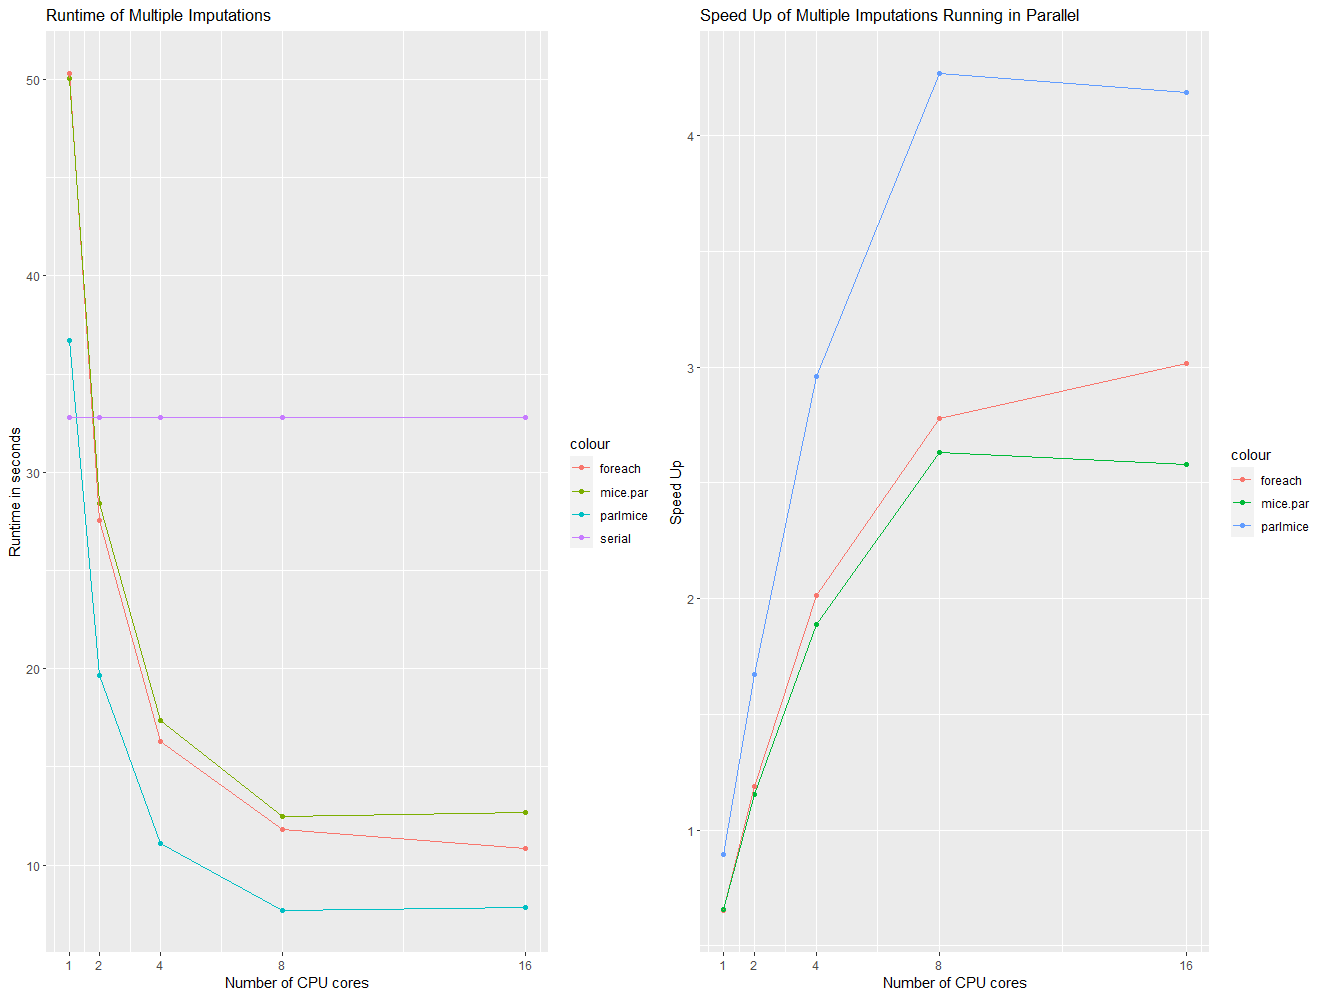 Runtime of Multiple Imputations
50
40
30
20
10
Runtime in seconds
1 2 4 8 16
Number of CPU cores
colour
foreach
mice.par
parlmice
serial
Speed Up of Multiple Imputations Running in Parallel
4
3
2
1
Speed Up
1 2 4 8 16
Number of CPU cores
colour
foreach
mice.par
parlmice